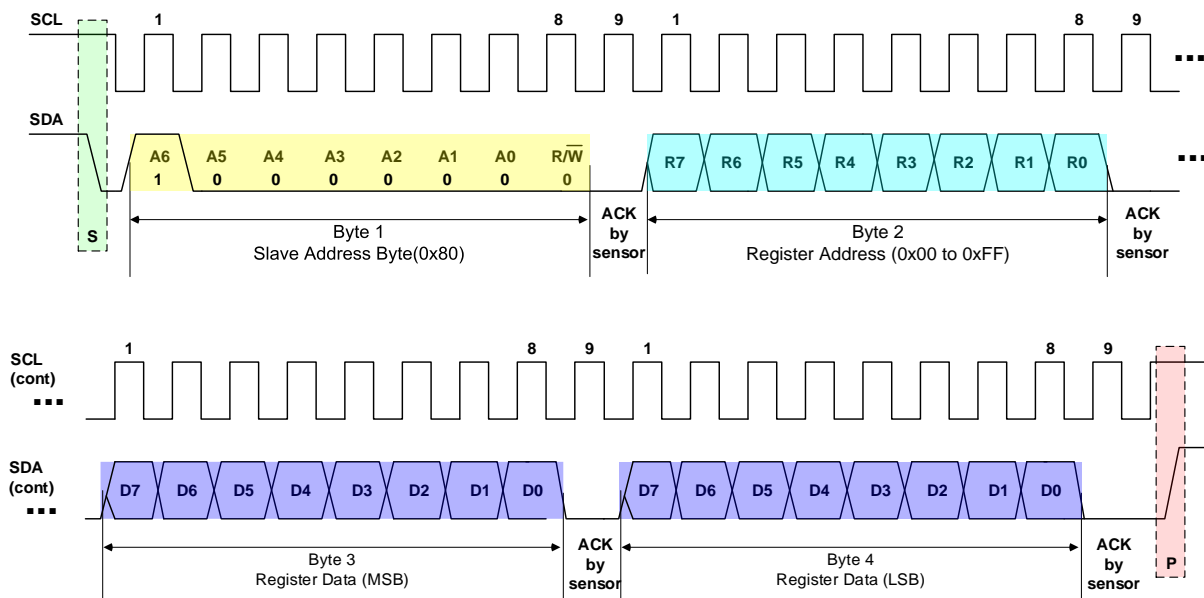 SCL
1 8 9 1 8 9
...
SDA
A6 A5 A4 A3 A2 A1 A0 R/W̅
1 0 0 0 0 0 0 0
R7 R6 R5 R4 R3 R2 R1 R0
...
S
Byte 1
Slave Address Byte(0x80)
ACK
by
sensor
Byte 2
Register Address (0x00 to 0xFF)
ACK
by
sensor
SCL
(cont)
...
1 8 9 1 8 9
SDA
(cont)
...
D7 D6 D5 D4 D3 D2 D1 D0
D7 D6 D5 D4 D3 D2 D1 D0
Byte 3
Register Data (MSB)
ACK
by
sensor
Byte 4
Register Data (LSB)
ACK
by
sensor
P